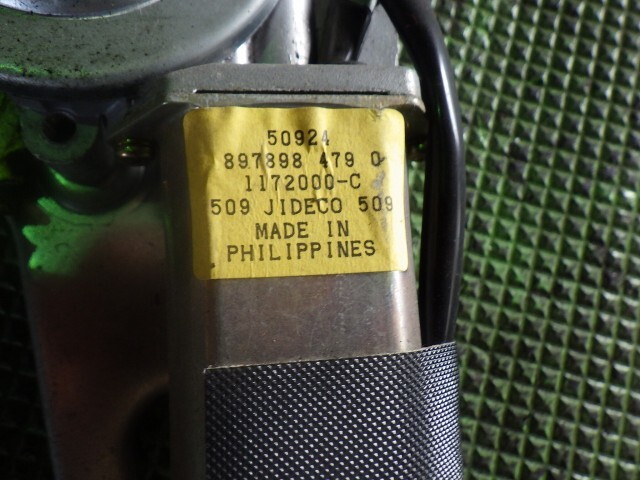 50924
897898 479 0
1172000-C
509 JIDECO 509
MADE IN
PHILIPPINES